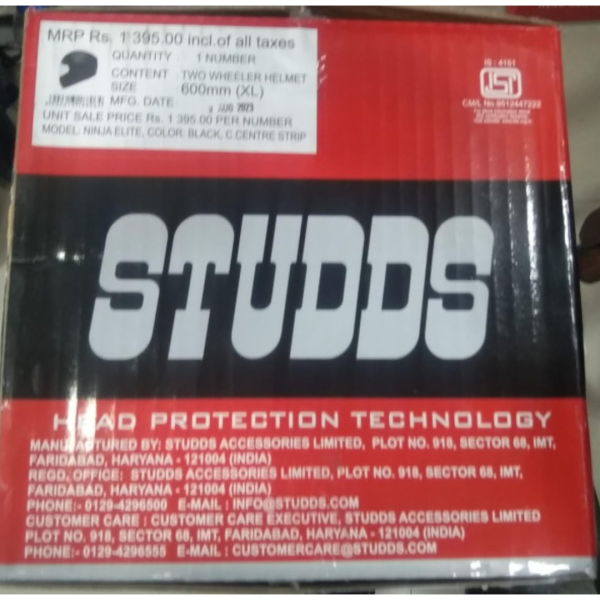 MRP Rs. 1 395.00 incl.of all taxes
QUANTITY 1 NUMBER
CONTENT TWO WHEELER HELMET
SIZE 600mm (XL)
MFG. DATE AUG 2023
UNIT SALE PRICE Rs. 1 395.00 PER NUMBER
MODEL: NINJA ELITE, COLOR: BLACK, C.CENTRE STRIP
IS : 4151
ISI
CM/L No.9512447222
STUDDS
HEAD PROTECTION TECHNOLOGY
MANUFACTURED BY: STUDDS ACCESSORIES LIMITED, PLOT NO. 918, SECTOR 68, IMT,
FARIDABAD, HARYANA - 121004 (INDIA)
REGD. OFFICE: STUDDS ACCESSORIES LIMITED, PLOT NO. 918, SECTOR 68, IMT,
FARIDABAD, HARYANA - 121004 (INDIA)
PHONE:- 0129-4296500 E-MAIL : INFO@STUDDS.COM
CUSTOMER CARE : CUSTOMER CARE EXECUTIVE, STUDDS ACCESSORIES LIMITED
PLOT NO. 918, SECTOR 68, IMT, FARIDABAD, HARYANA - 121004 (INDIA)
PHONE:- 0129-4296555 E-MAIL : CUSTOMERCARE@STUDDS.COM